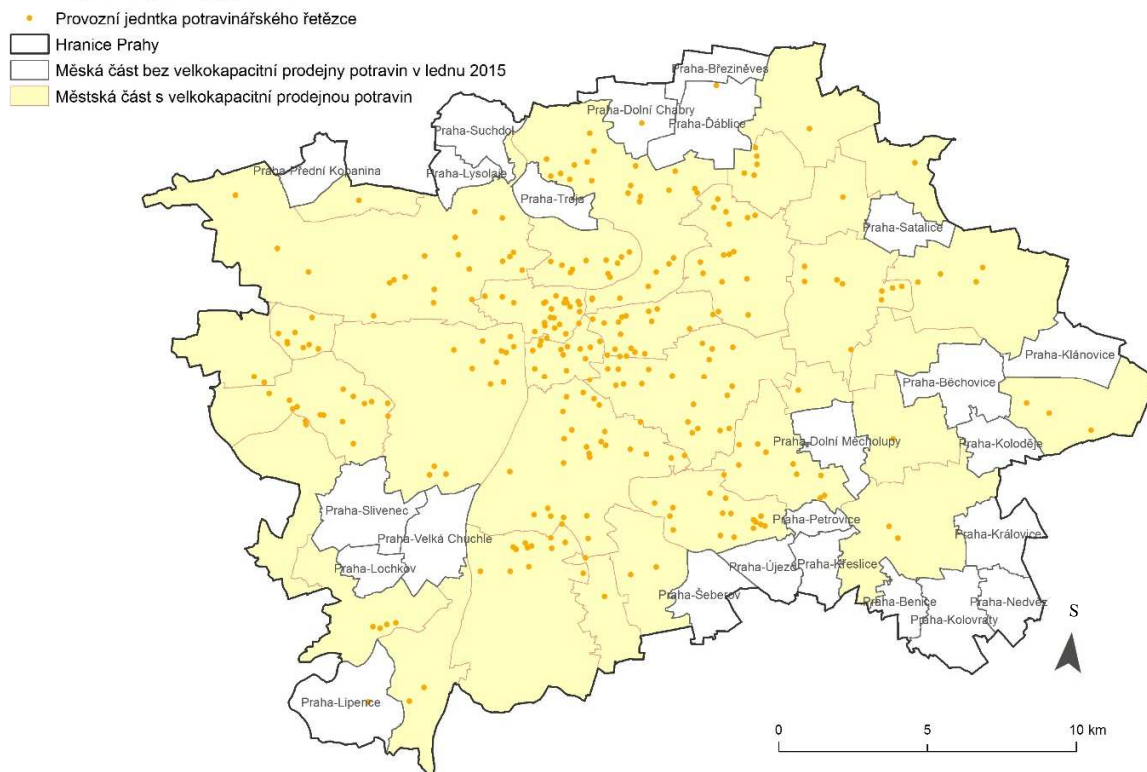 Provozní jedntka potravinářského řetězce
Hranice Prahy
Měská část bez velkokapacitní prodejny potravin v lednu 2015
Městská část s velkokapacitní prodejnou potravin
Praha-Březiněves
Praha-Dolní Chabry
Praha-Ďáblice
Praha-Suchdol
Praha-Přední Kopanina
Praha-Lysolaje
Praha-Troja
Praha-Satalice
Praha-Klánovice
Praha-Běchovice
Praha-Dolní Měcholupy
Praha-Koloděje
Praha-Slivenec
Praha-Petrovice
Praha-Velká Chuchle
Praha-Královice
Praha-Lochkov
Praha-Újezd
Praha-Křeslice
Praha-Šeberov
Praha-Benice
Praha-Nedvěz
Praha-Kolovraty
S
Praha-Lipence
0 5 10 km